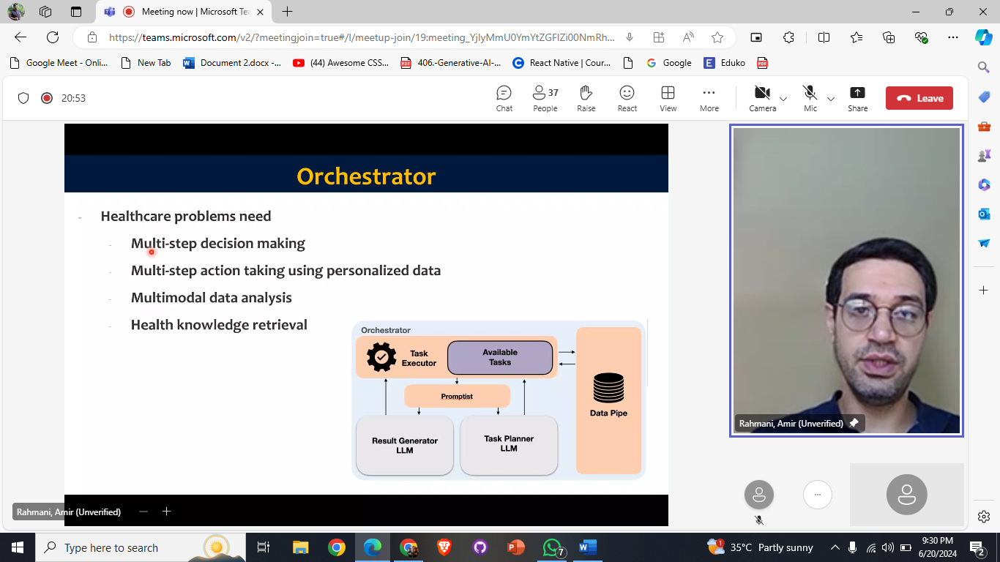 Meeting now | Microsoft Tea
https://teams.microsoft.com/v2/?meetingjoin=true#/l/meetup-join/19:meeting_YjIyMmU0YmYtZGFlZi00NmRh...
Google Meet - Onli...
New Tab
Document 2.docx -...
(44) Awesome CSS...
406.-Generative-AI-...
React Native | Cour...
Google
Eduko
20:53
37
Chat
People
Raise
React
View
More
Camera
Mic
Share
Leave
Orchestrator
- Healthcare problems need
- Multi-step decision making
- Multi-step action taking using personalized data
- Multimodal data analysis
- Health knowledge retrieval
Orchestrator
Task
Executor
Available
Tasks
Promptist
Data Pipe
Result Generator
LLM
Task Planner
LLM
Rahmani, Amir (Unverified)
Rahmani, Amir (Unverified)
Type here to search
7
1
35°C Partly sunny
9:30 PM
6/20/2024
2